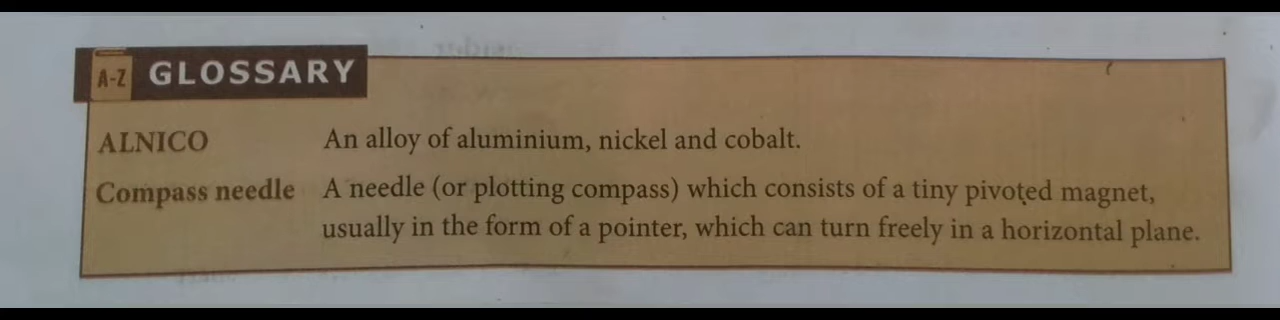 A-Z GLOSSARY
ALNICO An alloy of aluminium, nickel and cobalt.
Compass needle A needle (or plotting compass) which consists of a tiny pivoted magnet,
usually in the form of a pointer, which can turn freely in a horizontal plane.